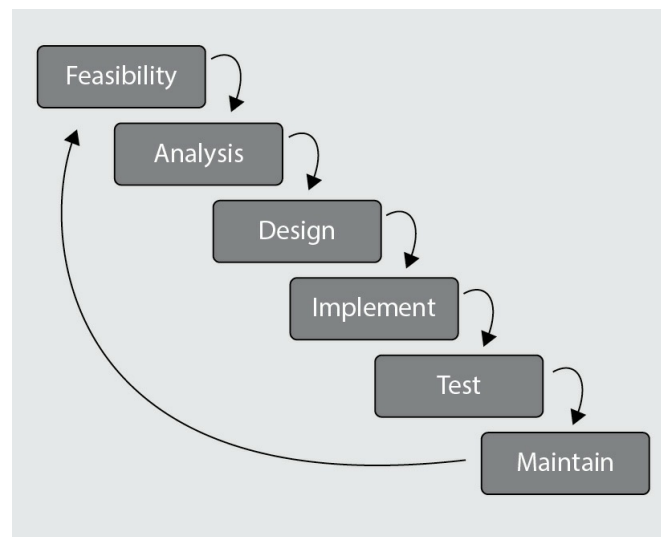 Feasibility
Analysis
Design
Implement
Test
Maintain